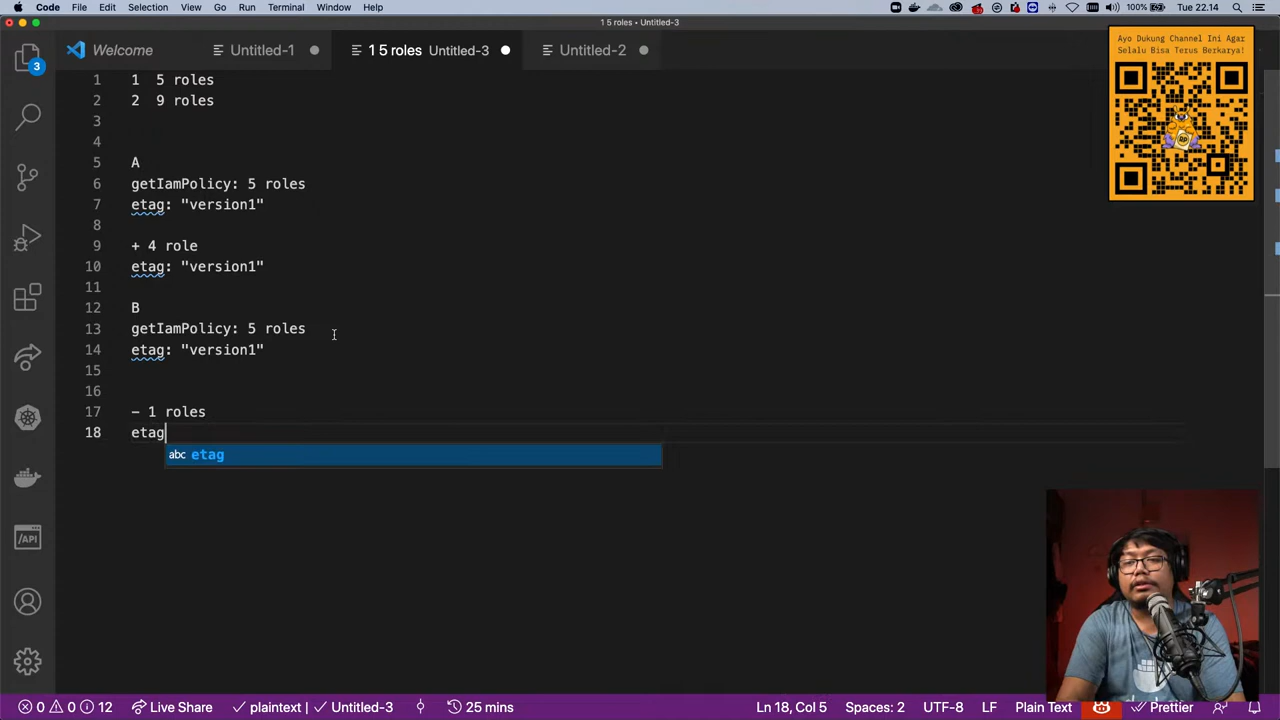 Code File Edit Selection View Go Run Terminal Window Help 100% Tue 22.14
1 5 roles • Untitled-3
Welcome Untitled-1 1 5 roles Untitled-3 Untitled-2
Ayo Dukung Channel Ini Agar
Selalu Bisa Terus Berkarya!
3
1 1 5 roles
2 2 9 roles
3
4
5 A
6 getIamPolicy: 5 roles
7 etag: "version1"
8
9 + 4 role
10 etag: "version1"
11
12 B
13 getIamPolicy: 5 roles
14 etag: "version1"
15
16
17 - 1 roles
18 etag
abc etag
/API
0 0 12 Live Share plaintext Untitled-3 25 mins Ln 18, Col 5 Spaces: 2 UTF-8 LF Plain Text Prettier